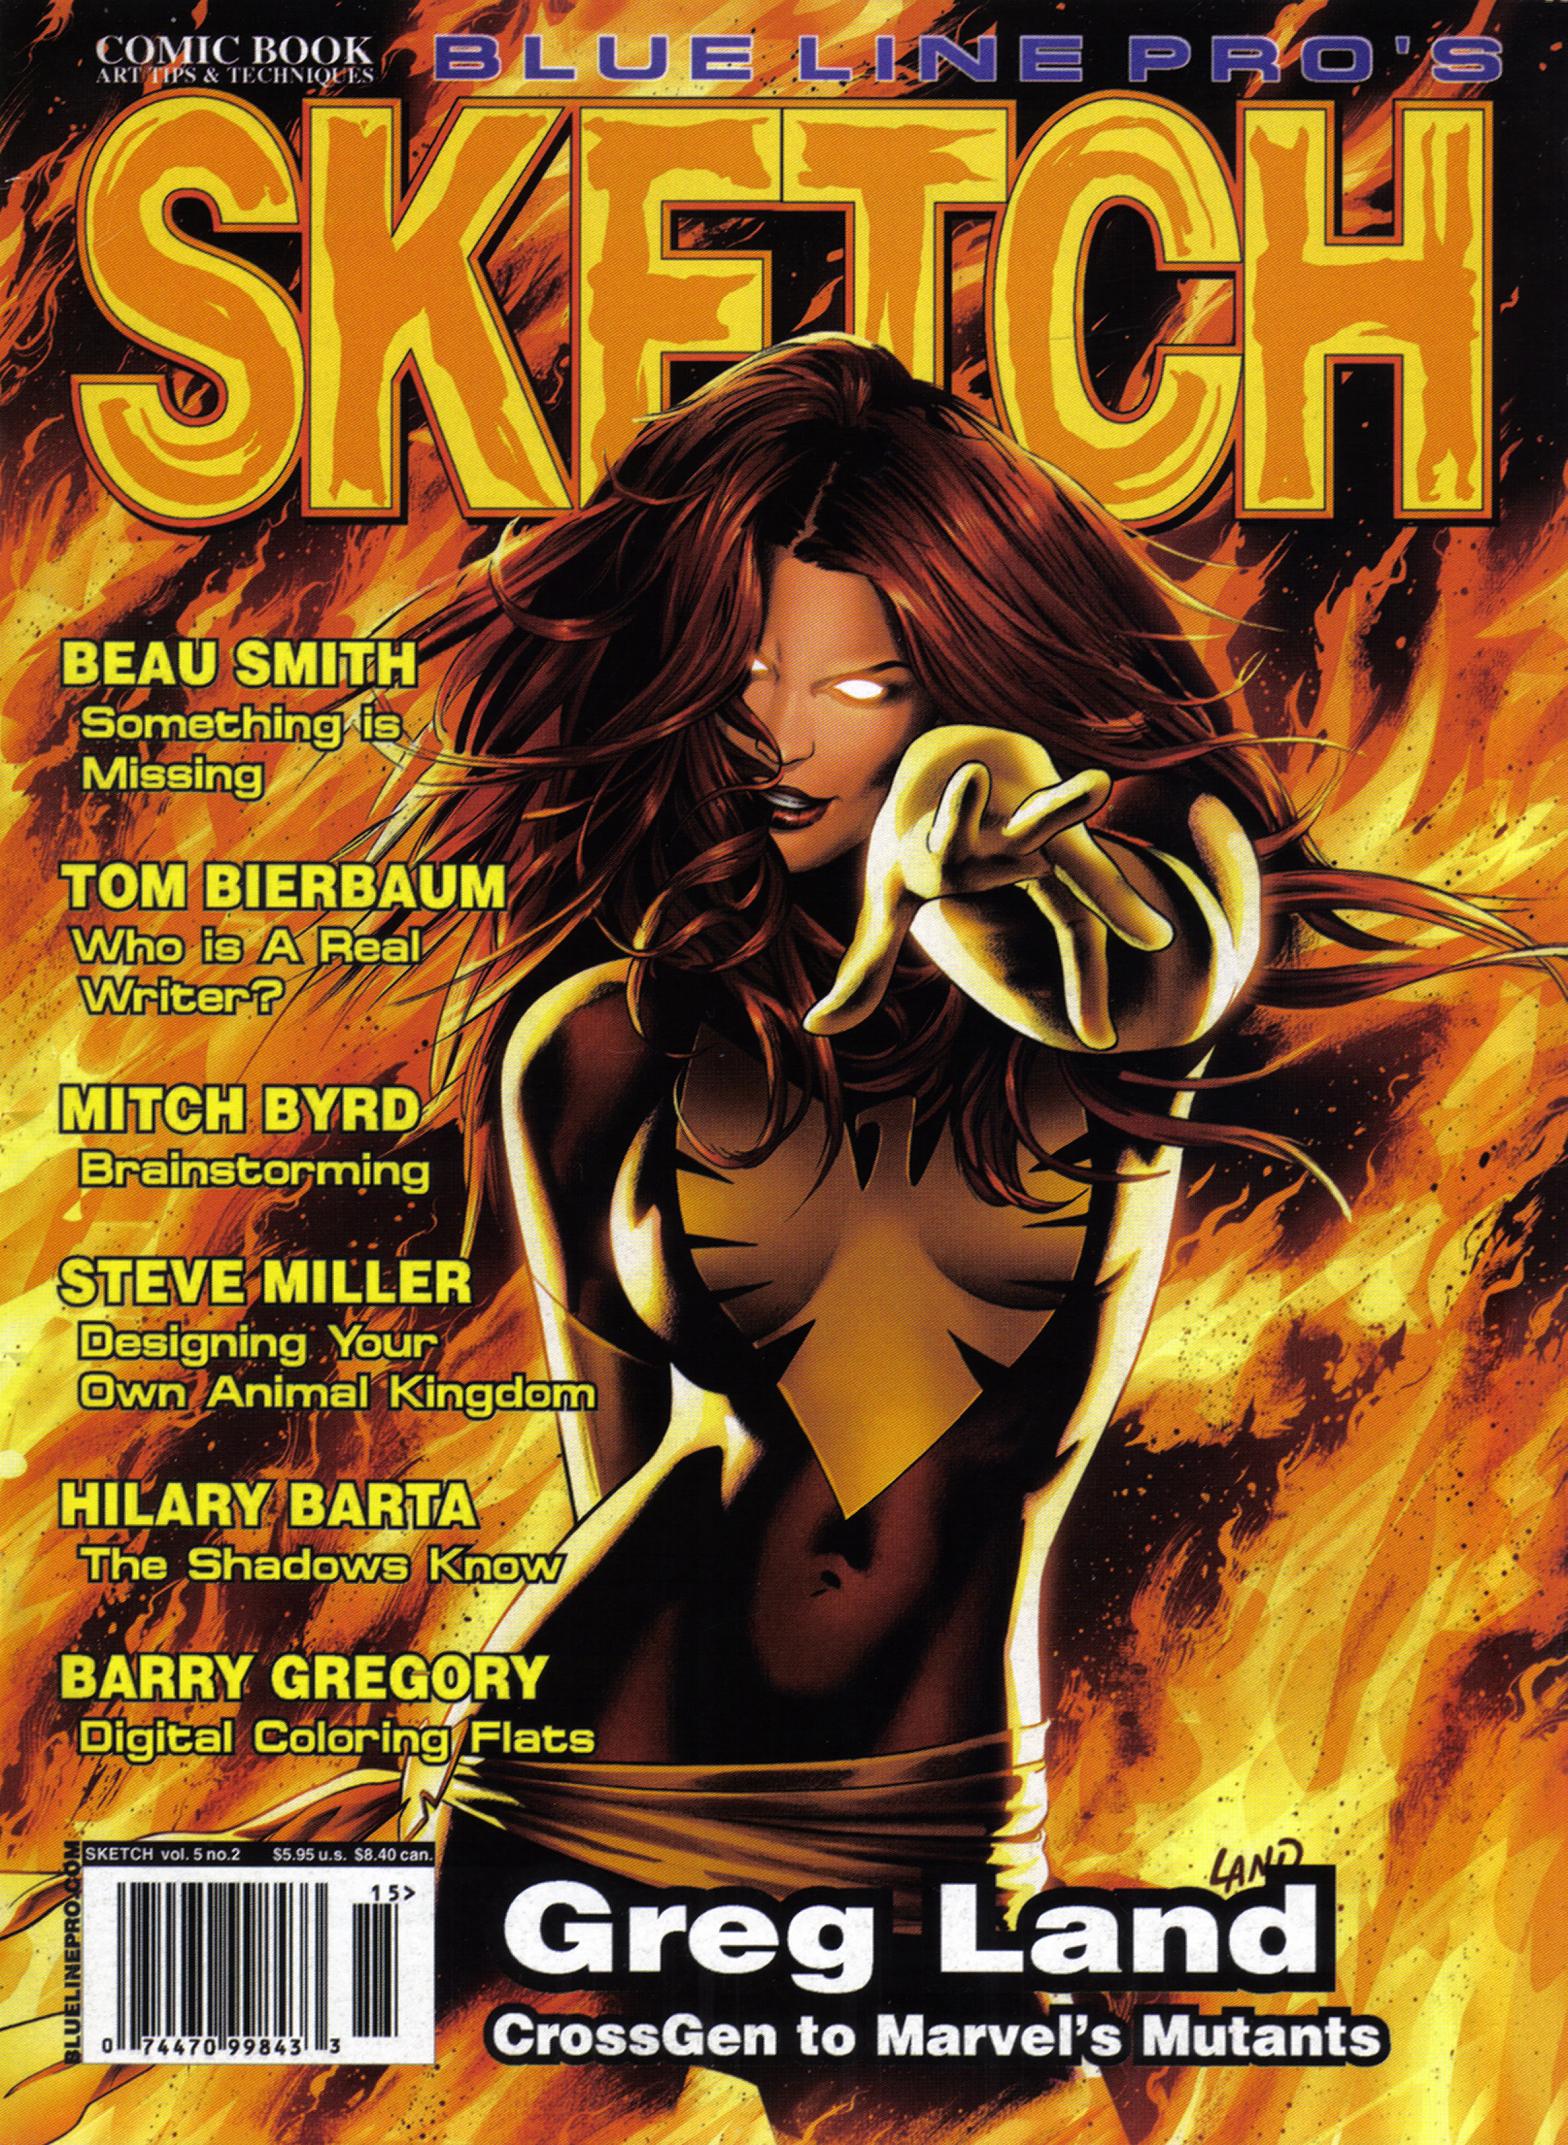 COMIC BOOK
ART TIPS & TECHNIQUES
BLUE LINE PRO'S
SKETCH
BEAU SMITH
Something is
Missing
TOM BIERBAUM
Who is A Real
Writer?
MITCH BYRD
Brainstorming
STEVE MILLER
Designing Your
Own Animal Kingdom
HILARY BARTA
The Shadows Know
BARRY GREGORY
Digital Coloring Flats
BLUELINEPRO.COM
SKETCH vol. 5 no.2 $5.95 u.s. $8.40 can.
15>
0 74470 99843 3
LAND
Greg Land
CrossGen to Marvel's Mutants